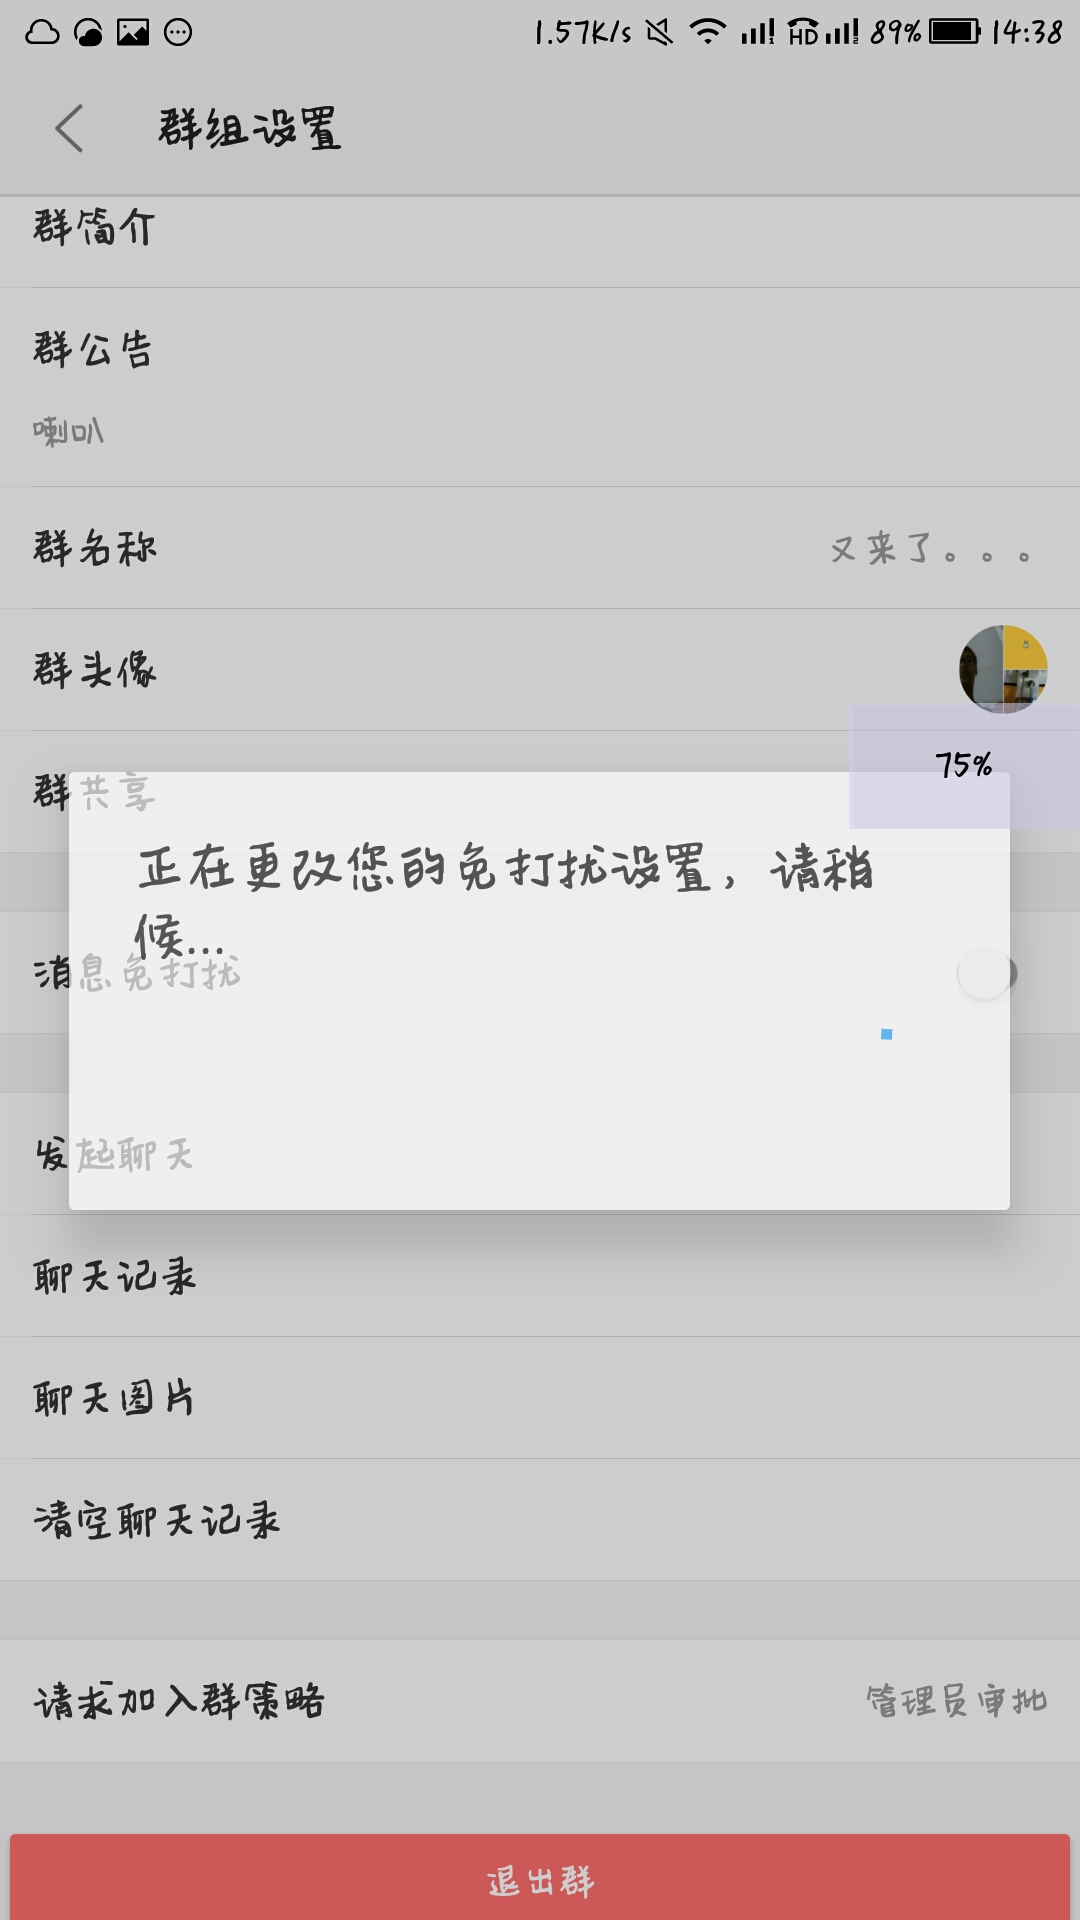 1.57K/s HD 89% 14:38
群组设置
群简介
群公告
喇叭
群名称 又来了。。。
群头像
75%
群共享
正在更改您的免打扰设置，请稍
候...
消息免打扰
发起聊天
聊天记录
聊天图片
清空聊天记录
请求加入群策略 管理员审批
退出群